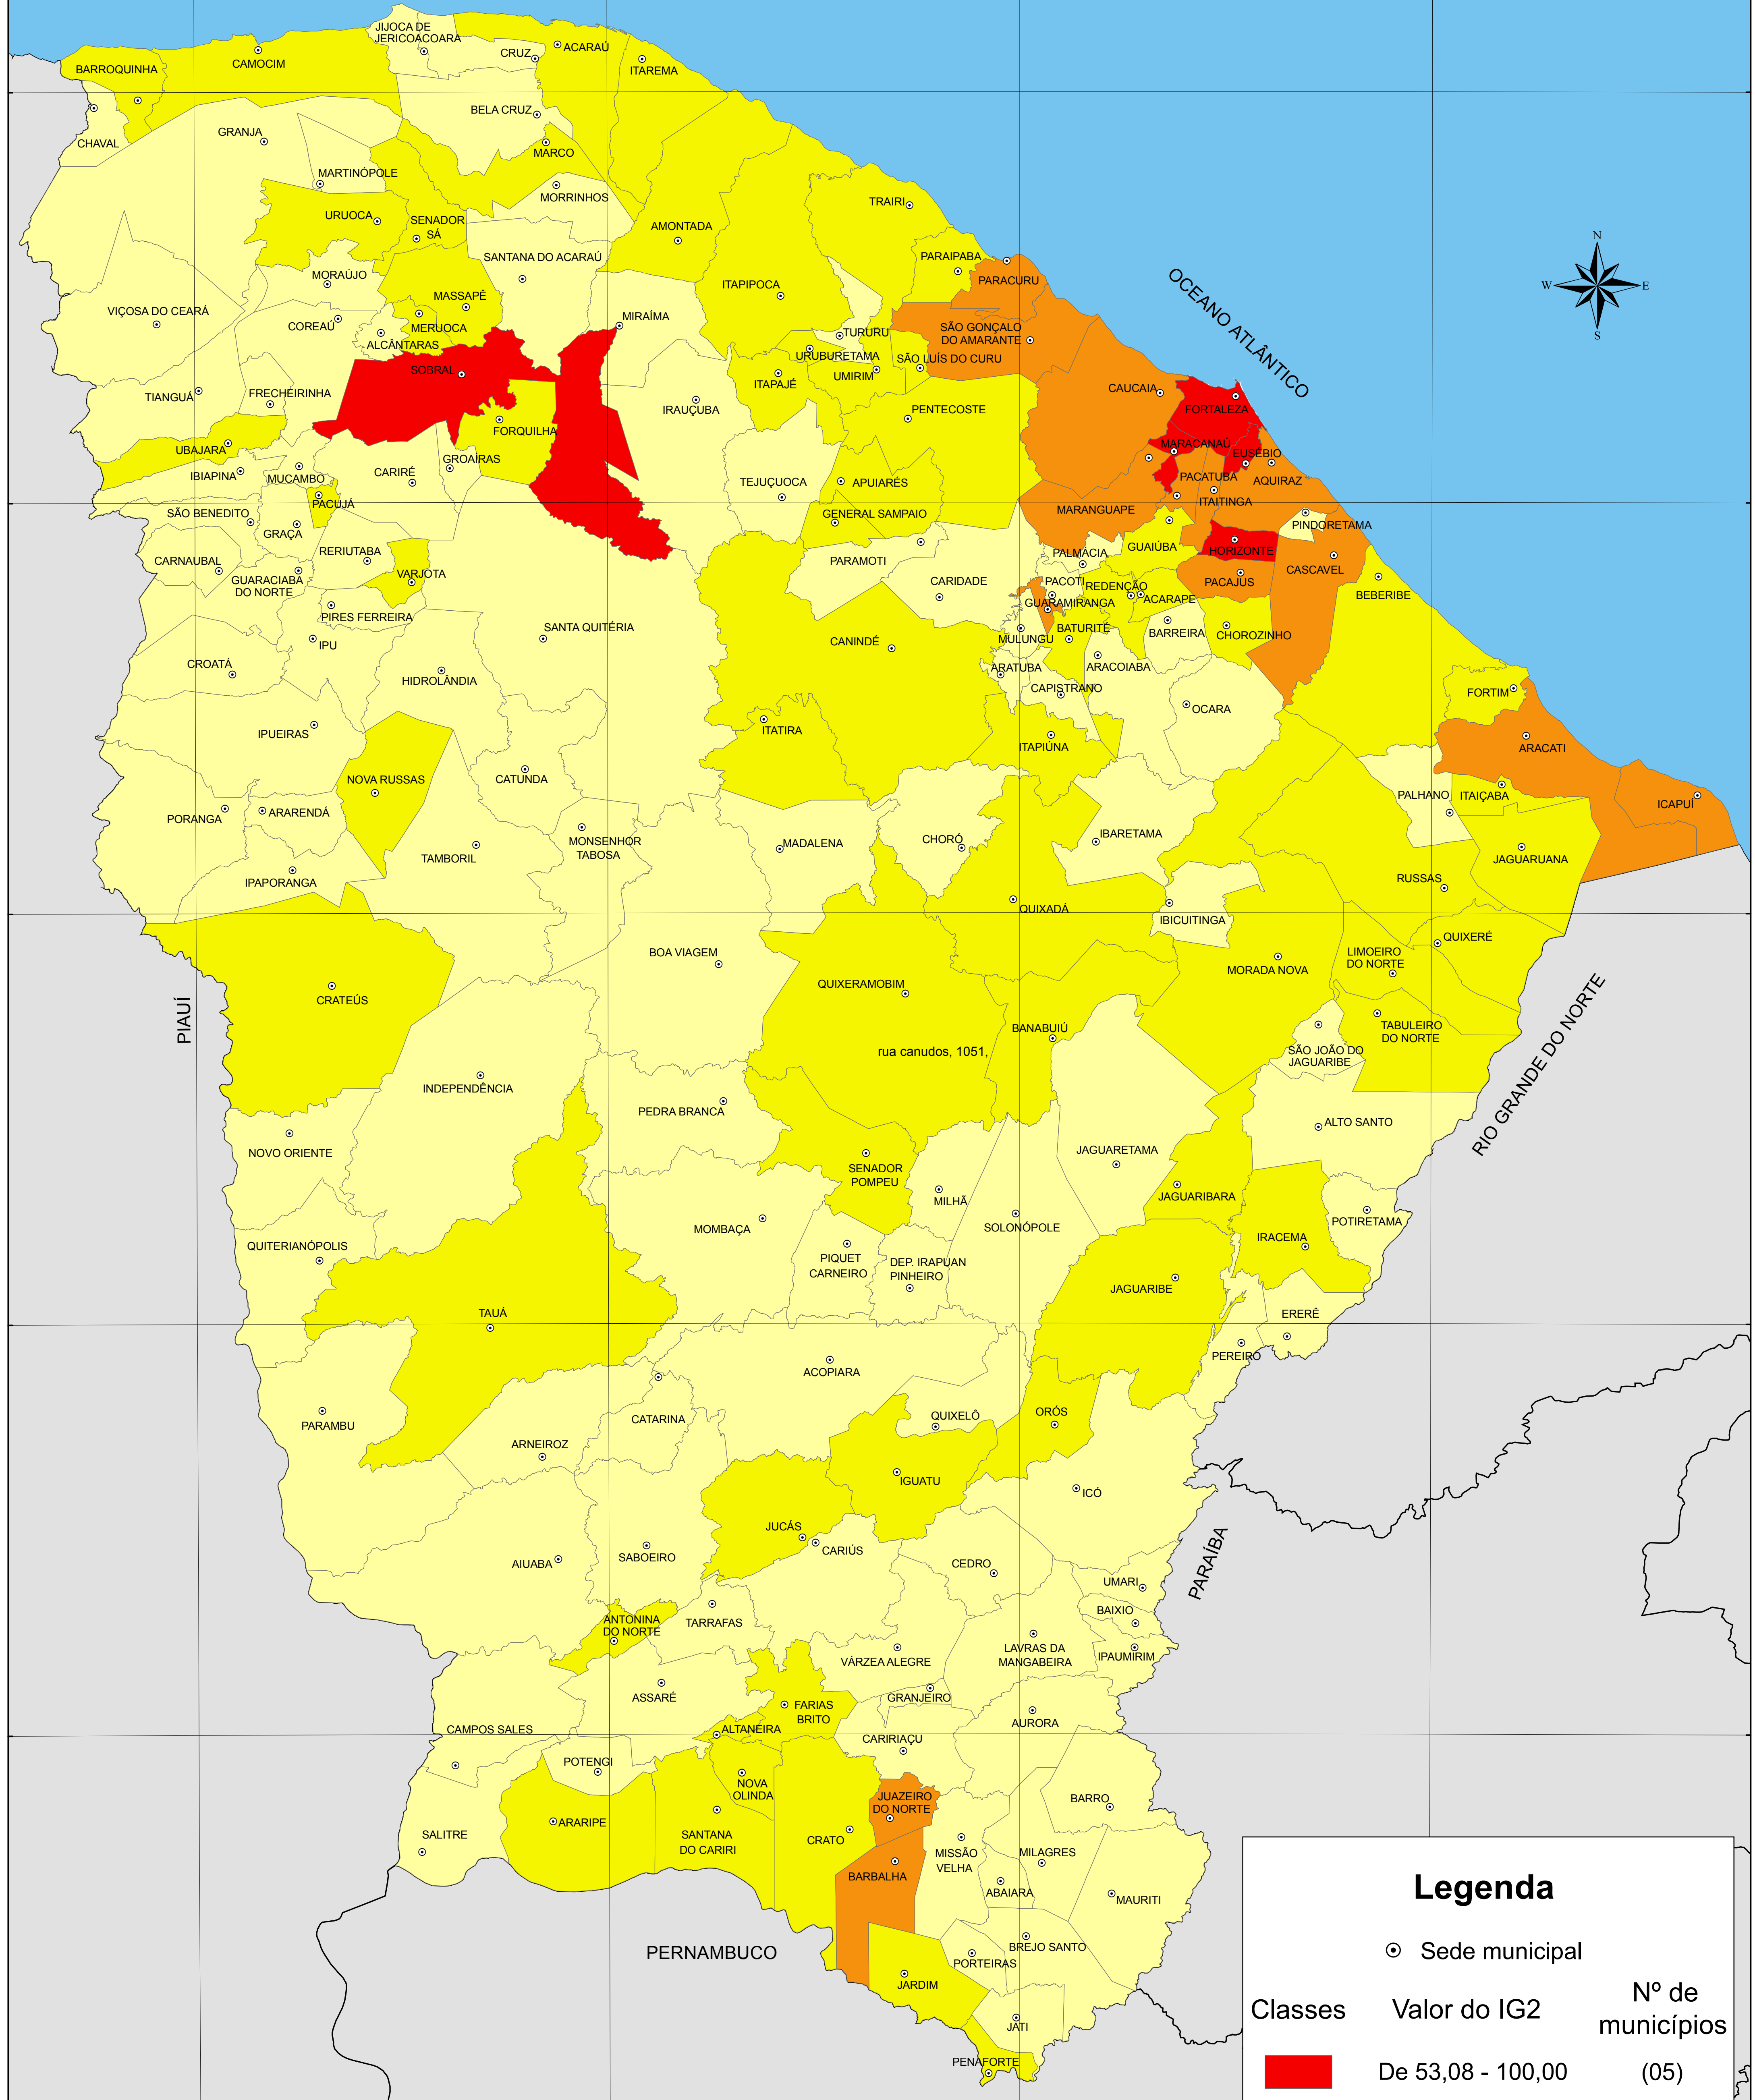 JIJOCA DE
JERICOACOARA
CRUZ
ACARAÚ
ITAREMA
CAMOCIM
BARROQUINHA
BELA CRUZ
CHAVAL
GRANJA
MARCO
MARTINÓPOLE
MORRINHOS
TRAIRI
URUOCA
SENADOR
SÁ
AMONTADA
SANTANA DO ACARAÚ
PARAIPABA
N
W
E
S
MORAÚJO
ITAPIPOCA
PARACURU
OCEANO ATLÂNTICO
MASSAPÊ
VIÇOSA DO CEARÁ
MIRAÍMA
COREAÚ
MERUOCA
TURURU
SÃO GONÇALO
DO AMARANTE
ALCÂNTARAS
URUBURETAMA
SÃO LUÍS DO CURU
SOBRAL
UMIRIM
ITAPAJÉ
CAUCAIA
FRECHEIRINHA
TIANGUÁ
IRAUÇUBA
PENTECOSTE
FORTALEZA
FORQUILHA
MARACANAÚ
UBAJARA
EUSÉBIO
GROAÍRAS
IBIAPINA
MUCAMBO
CARIRÉ
TEJUÇUOCA
APUIARÉS
PACATUBA
AQUIRAZ
PACUJÁ
ITAITINGA
SÃO BENEDITO
GENERAL SAMPAIO
MARANGUAPE
PINDORETAMA
GRAÇA
RERIUTABA
PALMÁCIA
GUAIÚBA
HORIZONTE
CARNAUBAL
VARJOTA
PARAMOTI
CASCAVEL
GUARACIABA
DO NORTE
CARIDADE
PACOTI
REDENÇÃO
PACAJUS
BEBERIBE
PIRES FERREIRA
GUARAMIRANGA
ACARAPE
SANTA QUITÉRIA
BATURITÉ
BARREIRA
CHOROZINHO
IPU
CANINDÉ
MULUNGU
CROATÁ
ARATUBA
ARACOIABA
HIDROLÂNDIA
CAPISTRANO
FORTIM
OCARA
IPUEIRAS
ITATIRA
ITAPIÚNA
ARACATI
NOVA RUSSAS
CATUNDA
PALHANO
ITAIÇABA
ICAPUÍ
PORANGA
ARARENDÁ
MONSENHOR
TABOSA
MADALENA
CHORÓ
IBARETAMA
TAMBORIL
JAGUARUANA
IPAPORANGA
RUSSAS
QUIXADÁ
IBICUITINGA
QUIXERÉ
BOA VIAGEM
LIMOEIRO
DO NORTE
MORADA NOVA
QUIXERAMOBIM
CRATEÚS
PIAUÍ
BANABUIÚ
TABULEIRO
DO NORTE
rua canudos, 1051,
SÃO JOÃO DO
JAGUARIBE
RIO GRANDE DO NORTE
INDEPENDÊNCIA
PEDRA BRANCA
ALTO SANTO
NOVO ORIENTE
JAGUARETAMA
SENADOR
POMPEU
JAGUARIBARA
MILHÃ
MOMBAÇA
SOLONÓPOLE
POTIRETAMA
IRACEMA
QUITERIANÓPOLIS
PIQUET
CARNEIRO
DEP. IRAPUAN
PINHEIRO
JAGUARIBE
TAUÁ
ERERÊ
PEREIRO
ACOPIARA
PARAMBU
CATARINA
QUIXELÔ
ORÓS
ARNEIROZ
IGUATU
ICÓ
JUCÁS
CARIÚS
SABOEIRO
AIUABA
CEDRO
PARAÍBA
UMARI
BAIXIO
ANTONINA
DO NORTE
TARRAFAS
LAVRAS DA
MANGABEIRA
IPAUMIRIM
VÁRZEA ALEGRE
ASSARÉ
GRANJEIRO
FARIAS
BRITO
CAMPOS SALES
ALTANEIRA
AURORA
CARIRIAÇU
POTENGI
NOVA
OLINDA
JUAZEIRO
DO NORTE
BARRO
ARARIPE
SALITRE
SANTANA
DO CARIRI
CRATO
MISSÃO
VELHA
MILAGRES
BARBALHA
ABAIARA
MAURITI
PERNAMBUCO
BREJO SANTO
PORTEIRAS
JARDIM
JATI
PENAFORTE
Legenda
Sede municipal
Classes
Valor do IG2
Nº de
municípios
De 53,08 - 100,00
(05)